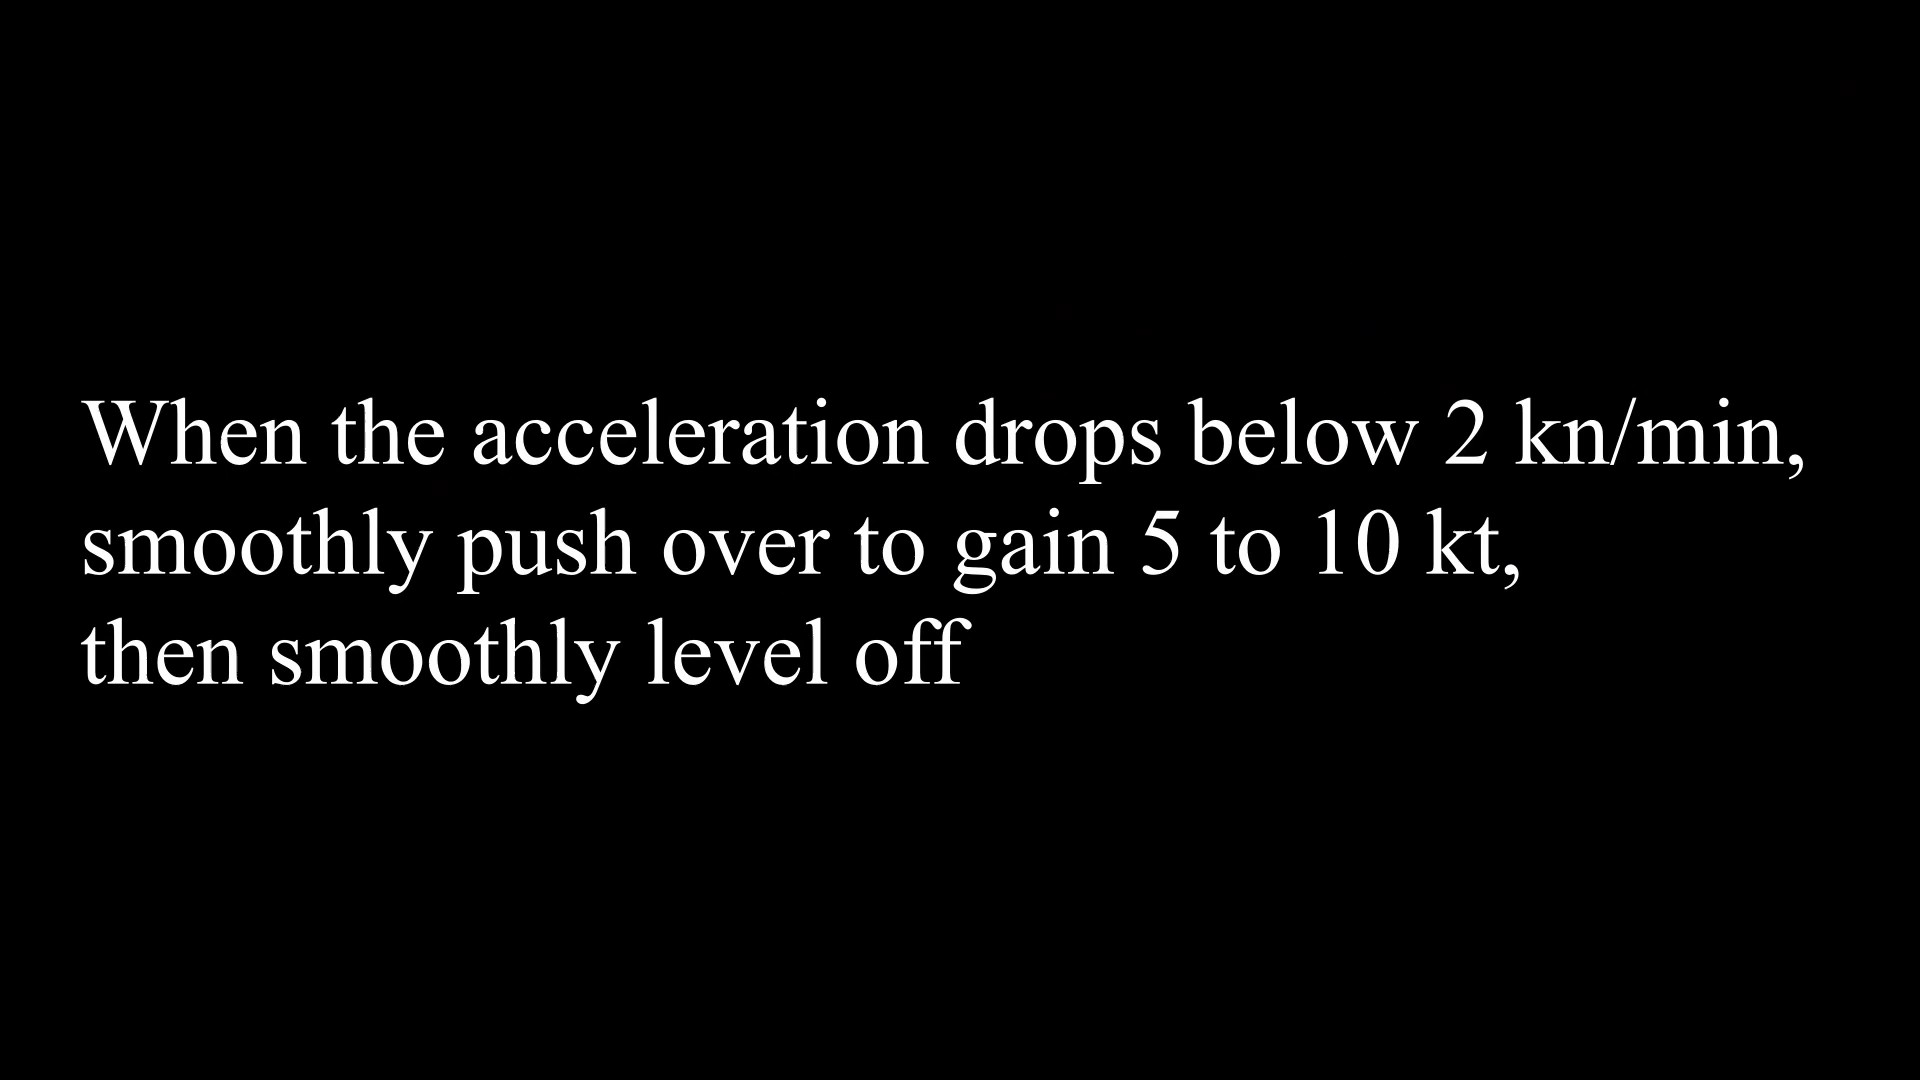 When the acceleration drops below 2 kn/min,
smoothly push over to gain 5 to 10 kt,
then smoothly level off